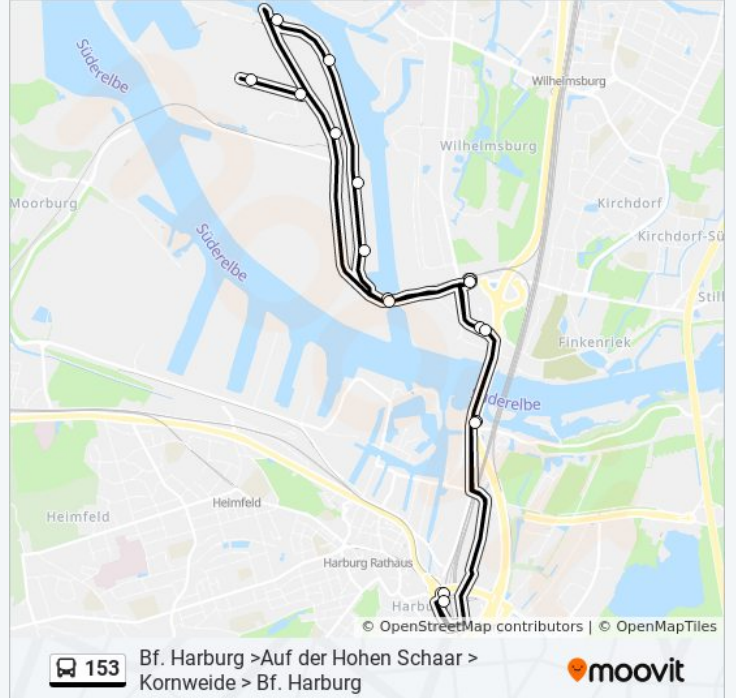 Süderelbe
Wilhelmsburg
Wilhelmsburg
Moorburg
Kirchdorf
Süderelbe
Kirchdorf-Sü
Still
Finkenriek
Süderelbe
Heimfeld
Heimfeld
Harburg Rathaus
Harbu
© OpenStreetMap contributors | © OpenMapTiles
153
Bf. Harburg >Auf der Hohen Schaar >
Kornweide > Bf. Harburg
moovit